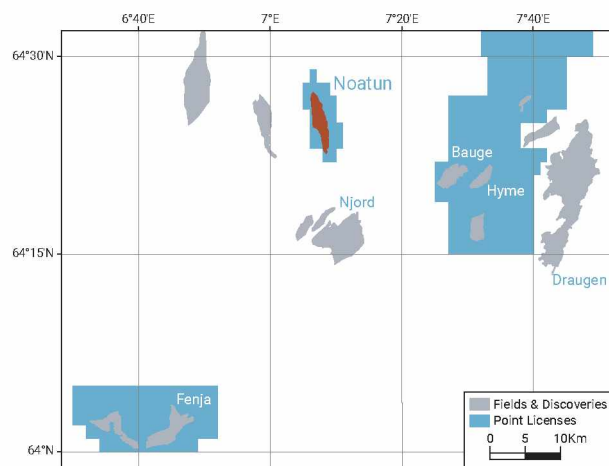 6°40'E
7°E
7°20'E
7°40'E
64°30'N
Noatun
Bauge
Hyme
Njord
64°15'N
Draugen
Fenja
Fields & Discoveries
Point Licenses
0 5 10Km
64°N